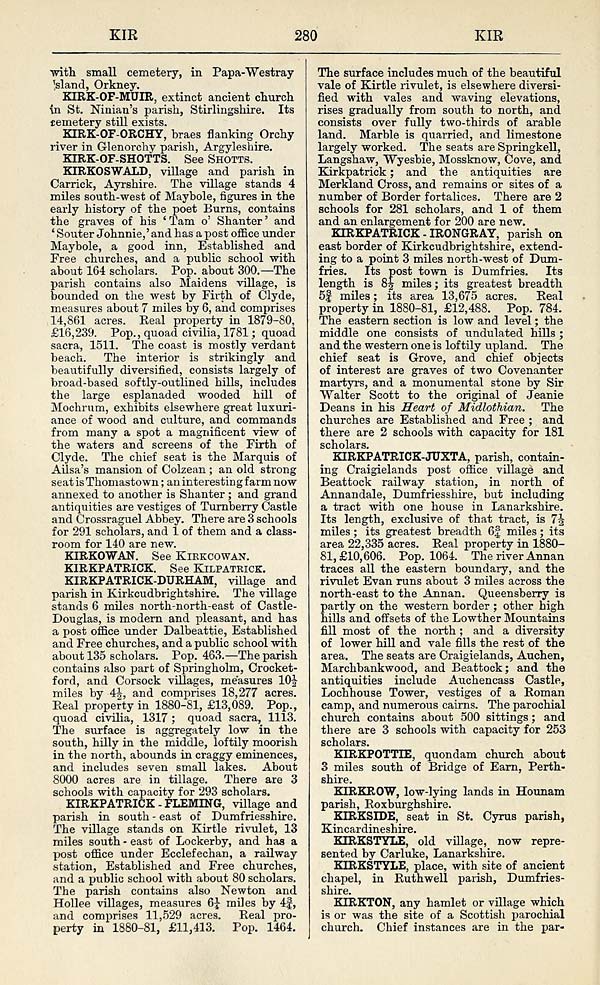 KIR 280 KIR
with small cemetery, in Papa-Westray
island, Orkney.
KIRK-OF-MUIR, extinct ancient church
in St. Ninian's parish, Stirlingshire. Its
cemetery still exists.
KIRK-OF-ORCHY, braes flanking Orchy
river in Glenorchy parish, Argyleshire.
KIRK-OF-SHOTTS. See SHOTTS.
KIRKOSWALD, village and parish in
Carrick, Ayrshire. The village stands 4
miles south-west of Maybole, figures in the
early history of the poet Burns, contains
the graves of his 'Tam o' Shanter' and
'Souter Johnnie,' and has a post office under
Maybole, a good inn, Established and
Free churches, and a public school with
about 164 scholars. Pop. about 300.—The
parish contains also Maidens village, is
bounded on the west by Firth of Clyde,
measures about 7 miles by 6, and comprises
14,861 acres. Real property in 1879-80,
£16,239. Pop., quoad civilia, 1781; quoad
sacra, 1511. The coast is mostly verdant
beach. The interior is strikingly and
beautifully diversified, consists largely of
broad-based softly-outlined hills, includes
the large esplanaded wooded hill of
Mochrum, exhibits elsewhere great luxuri-
ance of wood and culture, and commands
from many a spot a magnificent view of
the waters and screens of the Firth of
Clyde. The chief seat is the Marquis of
Ailsa's mansion of Colzean; an old strong
seat is Thomastown; an interesting farm now
annexed to another is Shanter; and grand
antiquities are vestiges of Turnberry Castle
and Crossraguel Abbey. There are 3 schools
for 291 scholars, and 1 of them and a class-
room for 140 are new.
KIRKOWAN. See KIRKCOWAN.
KIRKPATRICK. See KILPATRICK.
KIRKPATRICK-DURHAM, village and
parish in Kirkcudbrightshire. The village
stands 6 miles north-north-east of Castle-
Douglas, is modern and pleasant, and has
a post office under Dalbeattie, Established
and Free churches, and a public school with
about 135 scholars. Pop. 463.—The parish
contains also part of Springholm, Crocket-
ford, and Corsock villages, measures 10½
miles by 4½, and comprises 18,277 acres.
Real property in 1880-81, £13,089. Pop.,
quoad civilia, 1317; quoad sacra, 1113.
The surface is aggregately low in the
south, hilly in the middle, loftily moorish
in the north, abounds in craggy eminences,
and includes seven small lakes. About
8000 acres are in tillage. There are 3
schools with capacity for 293 scholars.
KIRKPATRICK-FLEMING, village and
parish in south-east of Dumfriesshire.
The village stands on Kirtle rivulet, 13
miles south-east of Lockerby, and has a
post office under Ecclefechan, a railway
station, Established and Free churches,
and a public school with about 80 scholars.
The parish contains also Newton and
Hollee villages, measures 6¼ miles by 4¾,
and comprises 11,529 acres. Real pro-
perty in 1880-81, £11,413. Pop. 1464.
The surface includes much of the beautiful
vale of Kirtle rivulet, is elsewhere diversi-
fied with vales and waving elevations,
rises gradually from south to north, and
consists over fully two-thirds of arable
land. Marble is quarried, and limestone
largely worked. The seats are Springkell,
Langshaw, Wyesbie, Mossknow, Cove, and
Kirkpatrick; and the antiquities are
Merkland Cross, and remains or sites of a
number of Border fortalices. There are 2
schools for 281 scholars, and 1 of them
and an enlargement for 200 are new.
KIRKPATRICK-IRONGRAY, parish on
east border of Kirkcudbrightshire, extend-
ing to a point 3 miles north-west of Dum-
fries. Its post town is Dumfries. Its
length is 8½ miles; its greatest breadth
5¾ miles; its area 13,675 acres. Real
property in 1880-81, £12,488. Pop. 784.
The eastern section is low and level; the
middle one consists of undulated hills;
and the western one is loftily upland. The
chief seat is Grove, and chief objects
of interest are graves of two Covenanter
martyrs, and a monumental stone by Sir
Walter Scott to the original of Jeanie
Deans in his Heart of Midlothian. The
churches are Established and Free; and
there are 2 schools with capacity for 181
scholars.
KIRKPATRICK-JUXTA, parish, contain-
ing Craigielands post office village and
Beattock railway station, in north of
Annandale, Dumfriesshire, but including
a tract with one house in Lanarkshire.
Its length, exclusive of that tract, is 7½
miles; its greatest breadth 6¾ miles; its
area 22,335 acres. Real property in 1880-
81, £10,606. Pop. 1064. The river Annan
traces all the eastern boundary, and the
rivulet Evan runs about 3 miles across the
north-east to the Annan. Queensberry is
partly on the western border; other high
hills and offsets of the Lowther Mountains
fill most of the north; and a diversity
of lower hill and vale fills the rest of the
area. The seats are Craigielands, Auchen,
Marchbankwood, and Beattock; and the
antiquities include Auchencass Castle,
Lochhouse Tower, vestiges of a Roman
camp, and numerous cairns. The parochial
church contains about 500 sittings; and
there are 3 schools with capacity for 253
scholars.
KIRKPOTTIE, quondam church about
3 miles south of Bridge of Earn, Perth-
shire.
KIRKROW, low-lying lands in Hounam
parish, Roxburghshire.
KIRKSIDE, seat in St. Cyrus parish,
Kincardineshire.
KIRKSTYLE, old village, now repre-
sented by Carluke, Lanarkshire.
KIRKSTYLE, place, with site of ancient
chapel, in Ruthwell parish, Dumfries-
shire.
KIRKTON, any hamlet or village which
is or was the site of a Scottish parochial
church. Chief instances are in the par-